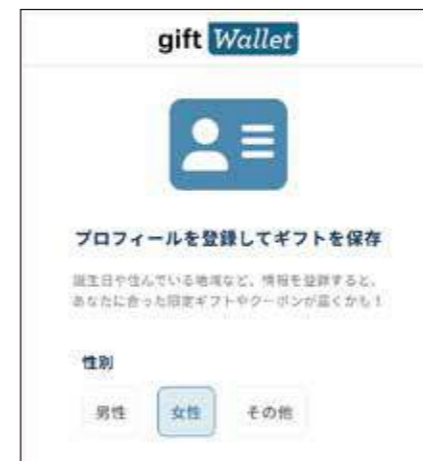 gift Wallet
プロフィールを登録してギフトを保存
誕生日や住んでいる地域など、情報を登録すると、
あなたに合った限定ギフトやクーポンが届くかも！
性別
男性 女性 その他